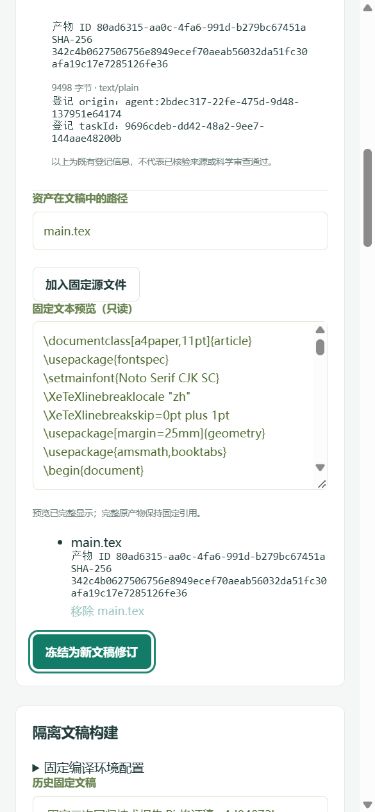 产物 ID 80ad6315-aa0c-4fa6-991d-b279bc67451a
SHA-256
342c4b0627506756e8949ecef70aeab56032da51fc30
afa19c17e7285126fe36
9498 字节 · text/plain
登记 origin：agent:2bdec317-22fe-475d-9d48-
137951e64174
登记 taskId：9696cdeb-dd42-48a2-9ee7-
144aae48200b
以上为既有登记信息，不代表已核验来源或科学审查通过。
资产在文稿中的路径
main.tex
加入固定源文件
固定文本预览（只读）
\documentclass[a4paper,11pt]{article}
\usepackage{fontspec}
\setmainfont{Noto Serif CJK SC}
\XeTeXlinebreaklocale "zh"
\XeTeXlinebreakskip=0pt plus 1pt
\usepackage[margin=25mm]{geometry}
\usepackage{amsmath,booktabs}
\begin{document}
预览已完整显示；完整原产物保持固定引用。
main.tex
产物 ID 80ad6315-aa0c-4fa6-991d-b279bc67451a
SHA-256
342c4b0627506756e8949ecef70aeab56032da51fc30
afa19c17e7285126fe36
移除 main.tex
冻结为新文稿修订
隔离文稿构建
固定编译环境配置
历史固定文稿